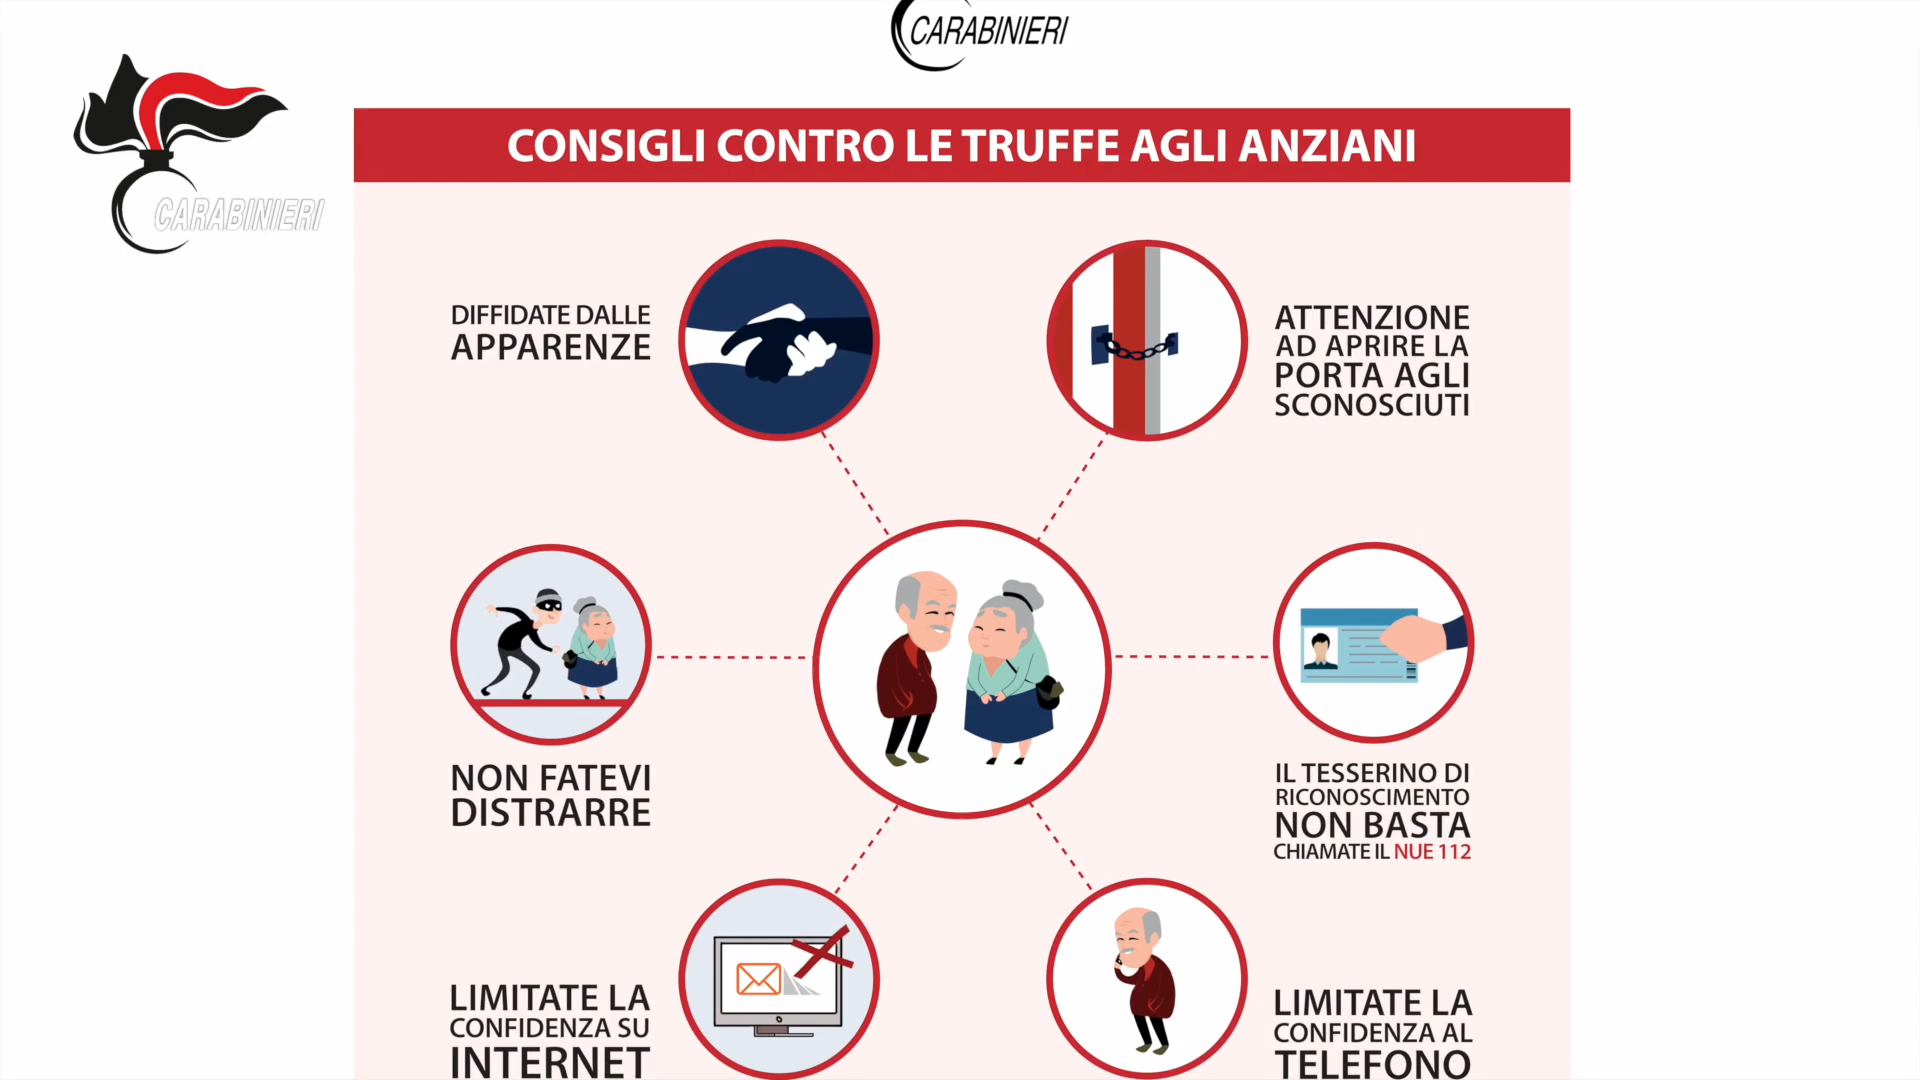 CARABINIERI
CARABINIERI
CONSIGLI CONTRO LE TRUFFE AGLI ANZIANI
DIFFIDATE DALLE
APPARENZE
ATTENZIONE
AD APRIRE LA
PORTA AGLI
SCONOSCIUTI
NON FATEVI
DISTRARRE
IL TESSERINO DI
RICONOSCIMENTO
NON BASTA
CHIAMATE IL NUE 112
LIMITATE LA
CONFIDENZA SU
INTERNET
LIMITATE LA
CONFIDENZA AL
TELEFONO